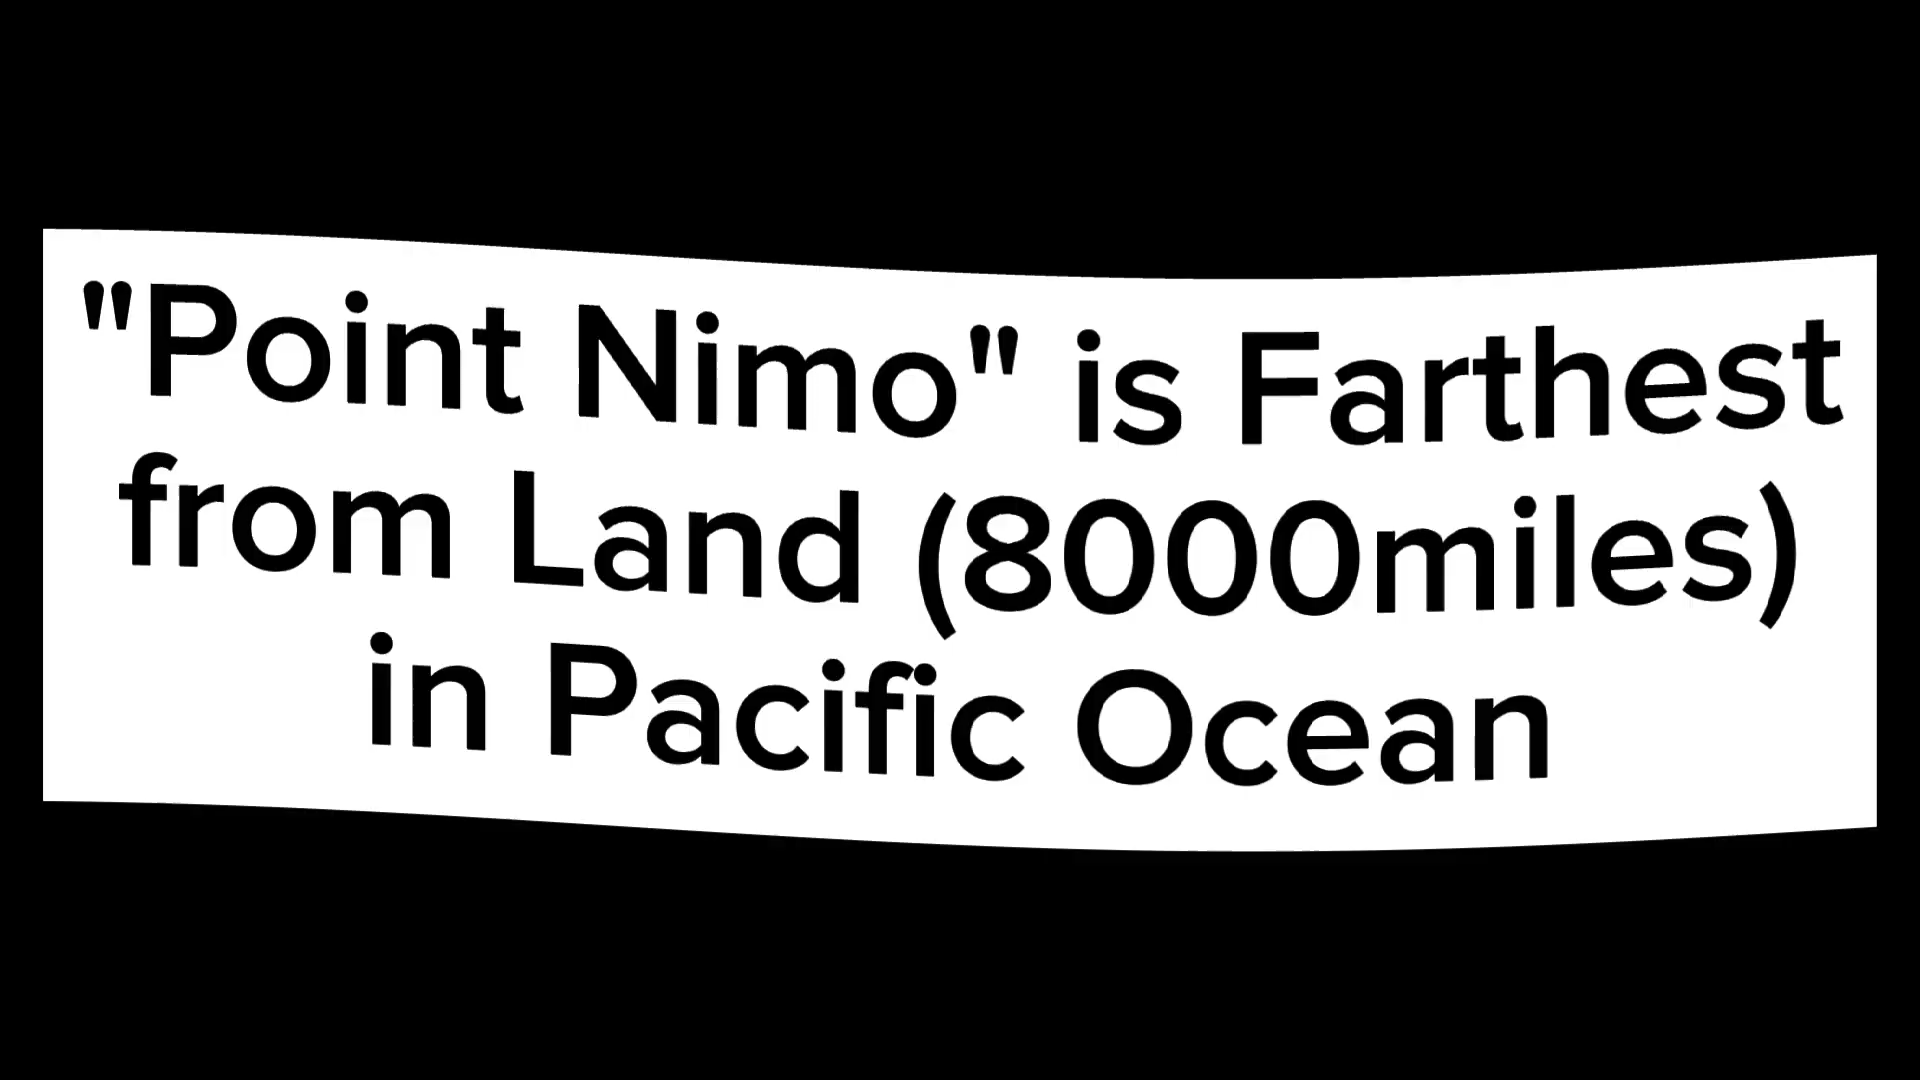 "Point Nimo" is Farthest
from Land (8000miles)
in Pacific Ocean